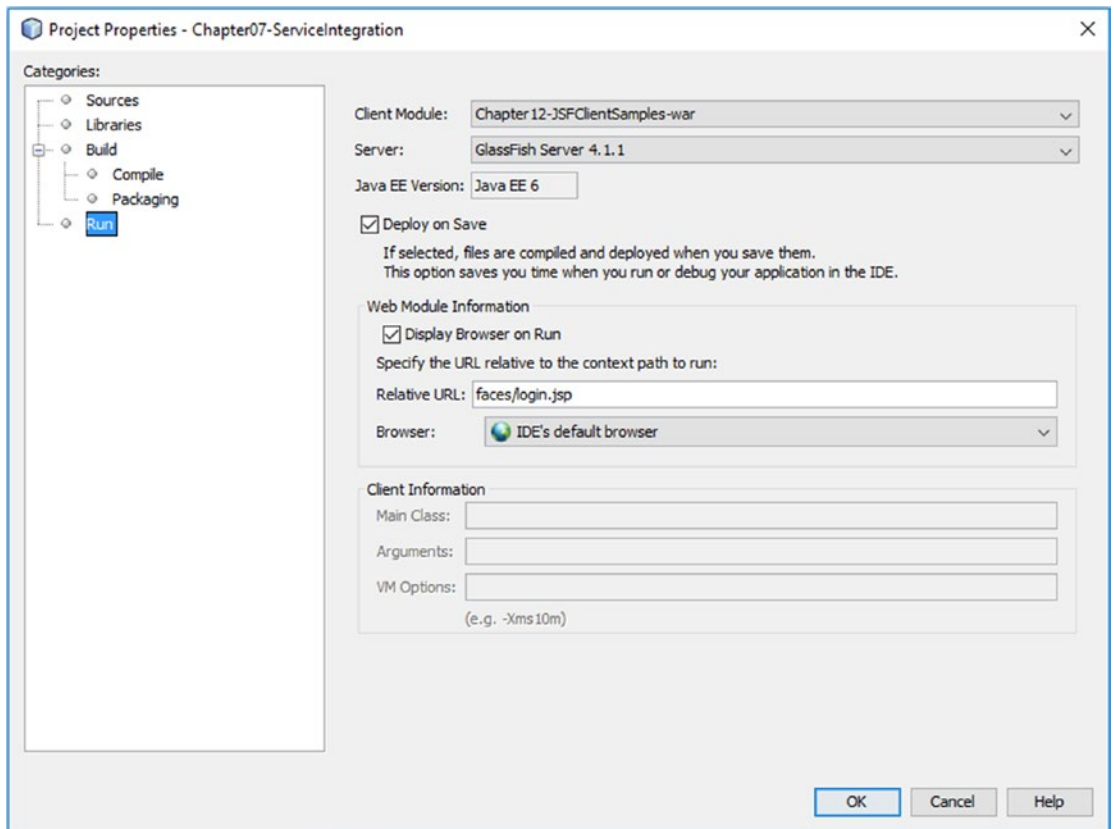 Project Properties - Chapter07-ServiceIntegration
Categories:
Sources
Libraries
Build
Compile
Packaging
Run
Client Module: Chapter12-JSFClientSamples-war
Server: GlassFish Server 4.1.1
Java EE Version: Java EE 6
Deploy on Save
If selected, files are compiled and deployed when you save them.
This option saves you time when you run or debug your application in the IDE.
Web Module Information
Display Browser on Run
Specify the URL relative to the context path to run:
Relative URL: faces/login.jsp
Browser: IDE's default browser
Client Information
Main Class:
Arguments:
VM Options:
(e.g. -Xms10m)
OK Cancel Help